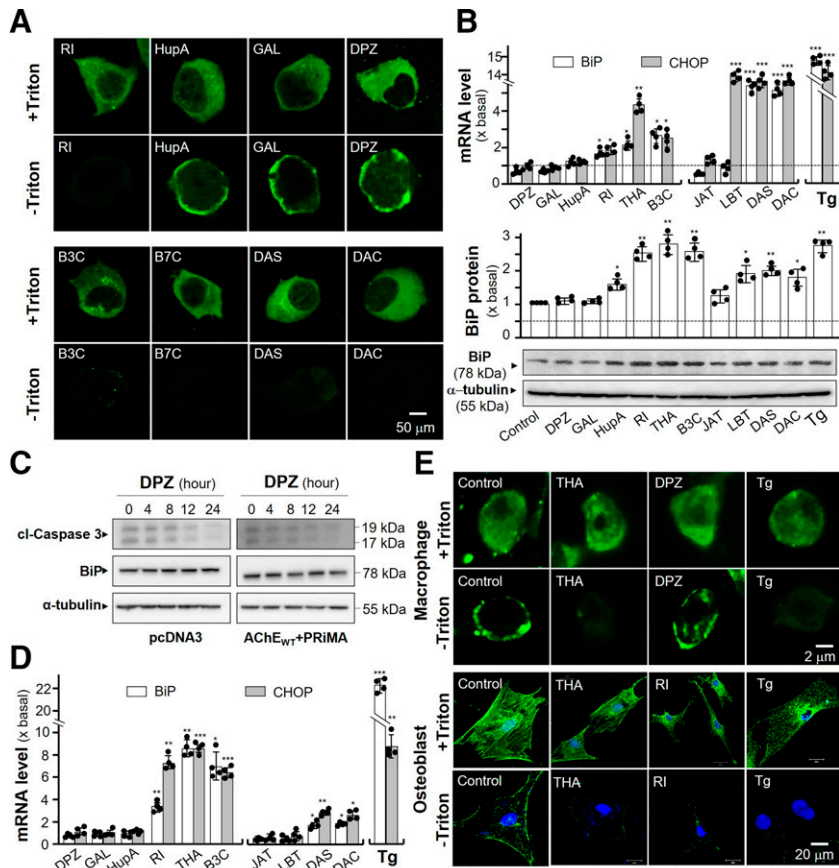 A
RI HupA GAL DPZ
+Triton
RI HupA GAL DPZ
-Triton
B3C B7C DAS DAC
+Triton
B3C B7C DAS DAC
-Triton
50 μm
B
BiP CHOP
mRNA level
(x basal)
15
14
6
4
2
0
*** *** *** *** *** *** *** ***
** * * * * *
DPZ GAL HupA RI THA B3C JAT LBT DAS DAC Tg
BiP protein
(x basal)
3
2
1
* ** ** ** * ** * **
BiP
(78 kDa)
α-tubulin
(55 kDa)
Control DPZ GAL HupA RI THA B3C JAT LBT DAS DAC Tg
C
DPZ (hour) DPZ (hour)
0 4 8 12 24 0 4 8 12 24
cl-Caspase 3
19 kDa
17 kDa
BiP
78 kDa
α-tubulin
55 kDa
pcDNA3 AChEWT+PRiMA
D
BiP CHOP
mRNA level (x basal)
22
20
10
8
6
4
2
0
*** **
** ** ** *** * ***
* ** * *
DPZ GAL HupA RI THA B3C JAT LBT DAS DAC Tg
E
Macrophage
Control THA DPZ Tg
+Triton
Control THA DPZ Tg
-Triton
2 μm
Osteoblast
Control THA RI Tg
+Triton
Control THA RI Tg
-Triton
20 μm